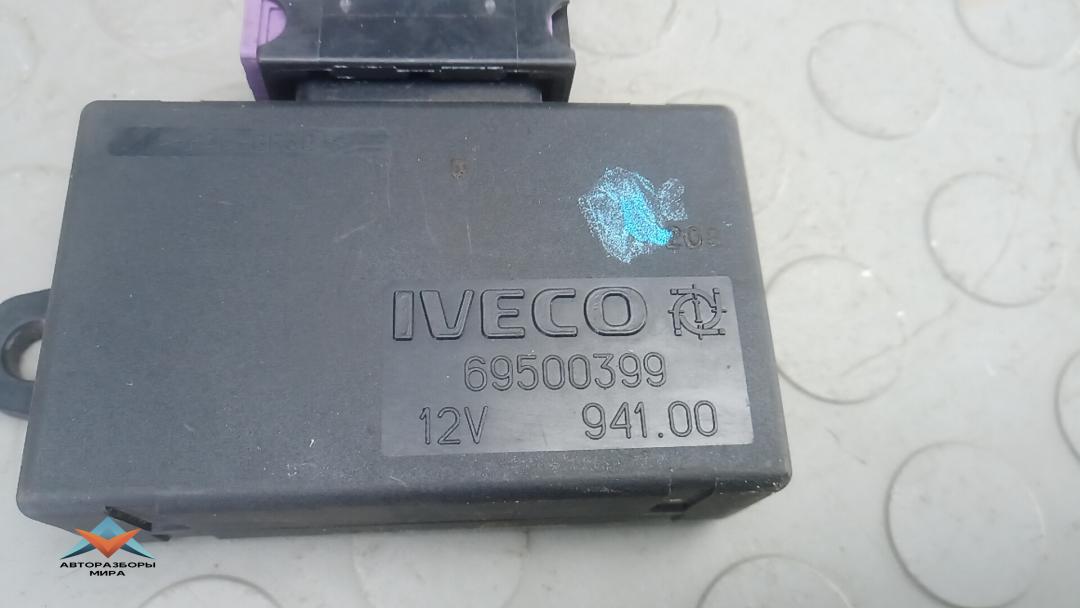 IVECO
69500399
12V 941.00
АВТОРАЗБОРЫ
МИРА